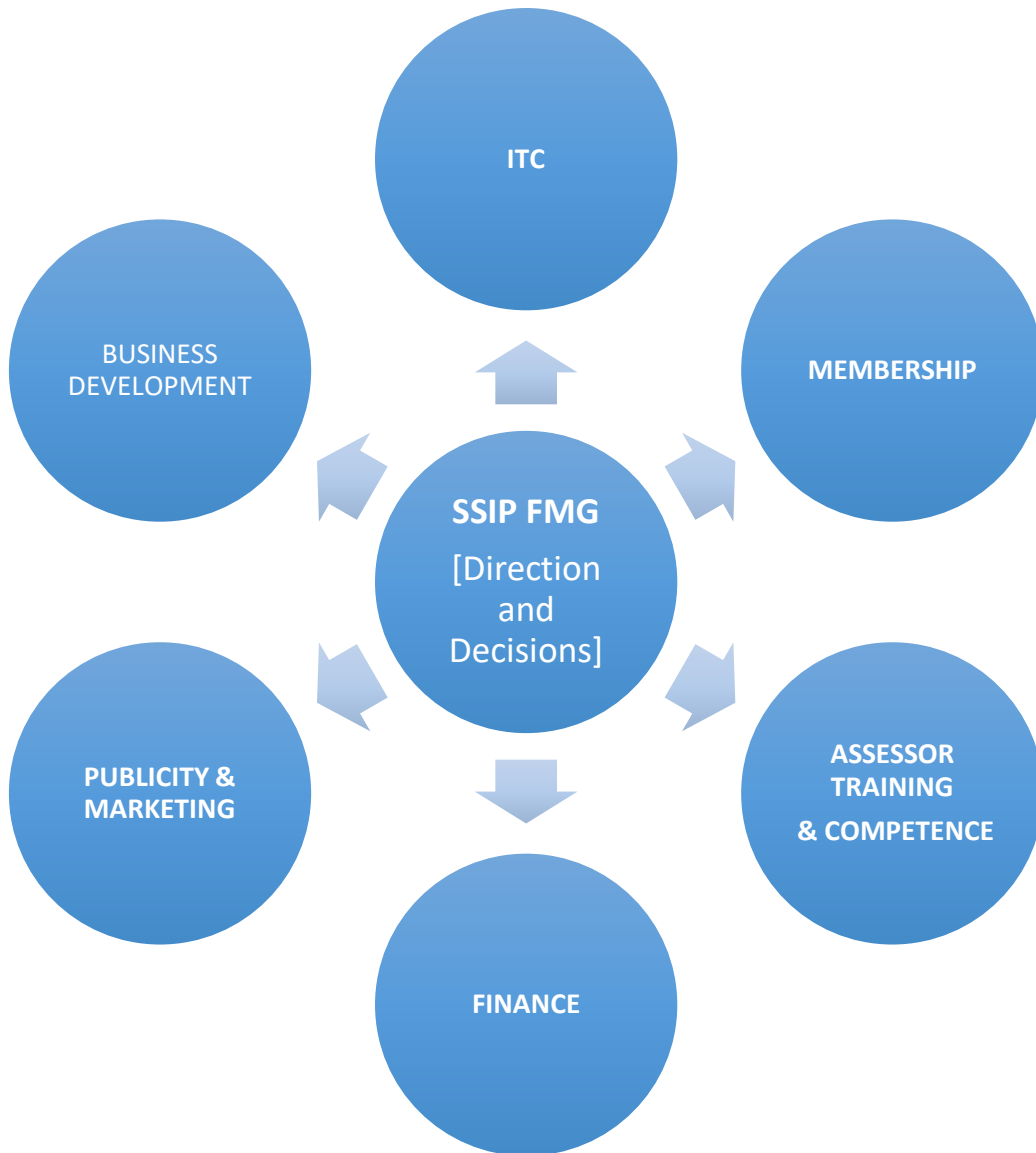 ITC
MEMBERSHIP
BUSINESS
DEVELOPMENT
SSIP FMG
[Direction
and
Decisions]
ASSESSOR
TRAINING
& COMPETENCE
PUBLICITY &
MARKETING
FINANCE